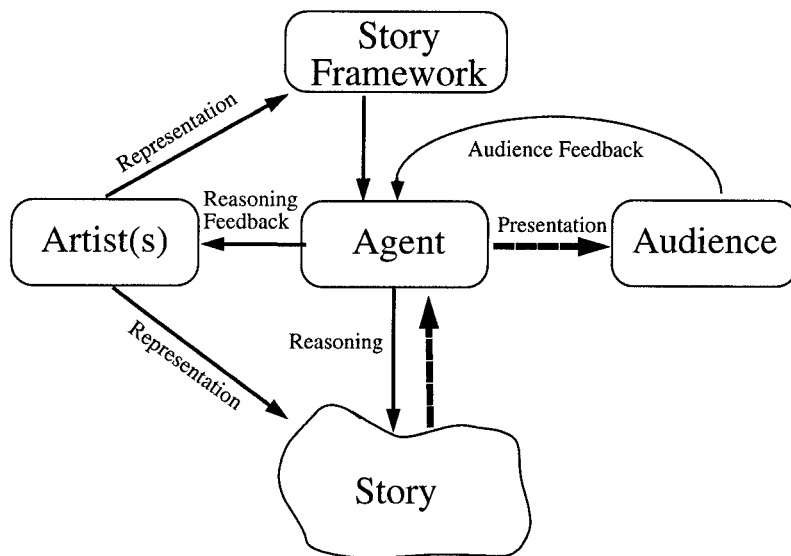 Story
Framework
Representation
Audience Feedback
Reasoning
Feedback
Artist(s)
Agent
Presentation
Audience
Representation
Reasoning
Story